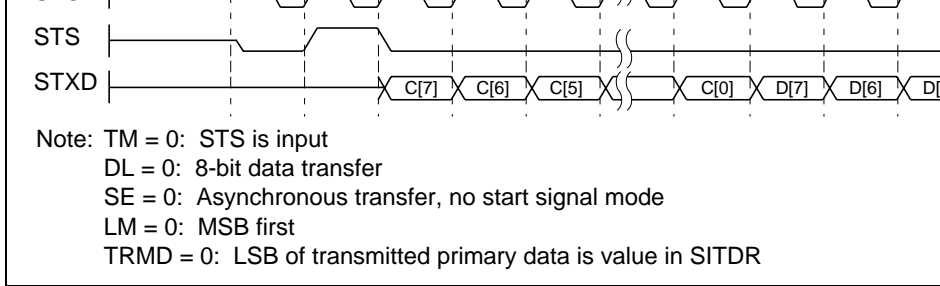 STS
STXD C[7] C[6] C[5] C[0] D[7] D[6] D[
Note: TM = 0: STS is input
DL = 0: 8-bit data transfer
SE = 0: Asynchronous transfer, no start signal mode
LM = 0: MSB first
TRMD = 0: LSB of transmitted primary data is value in SITDR